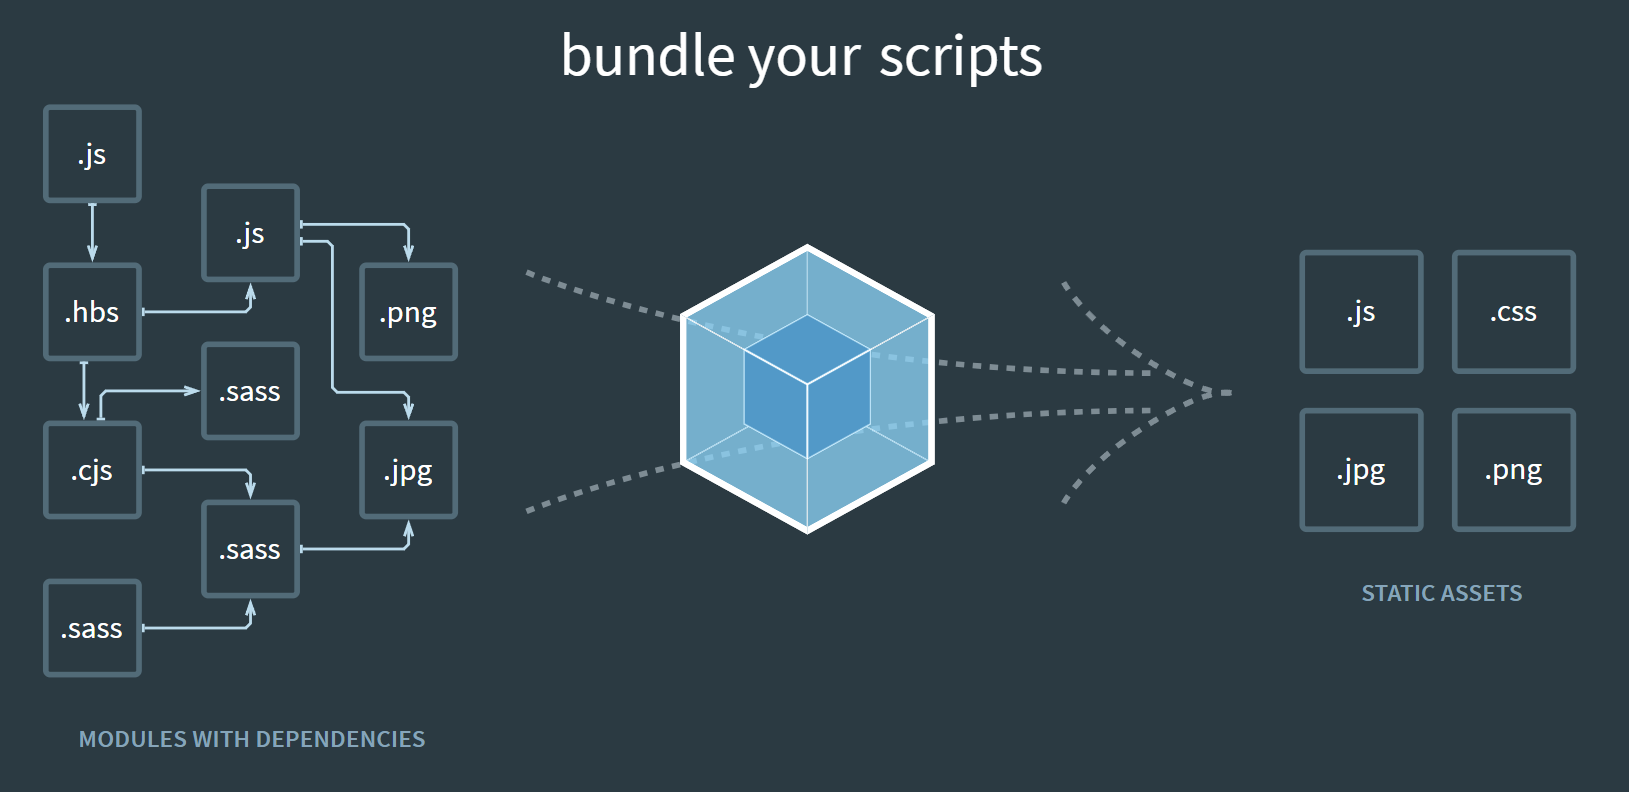 bundle your scripts
.js
.js
.hbs
.png
.sass
.cjs
.jpg
.sass
.sass
MODULES WITH DEPENDENCIES
.js
.css
.jpg
.png
STATIC ASSETS